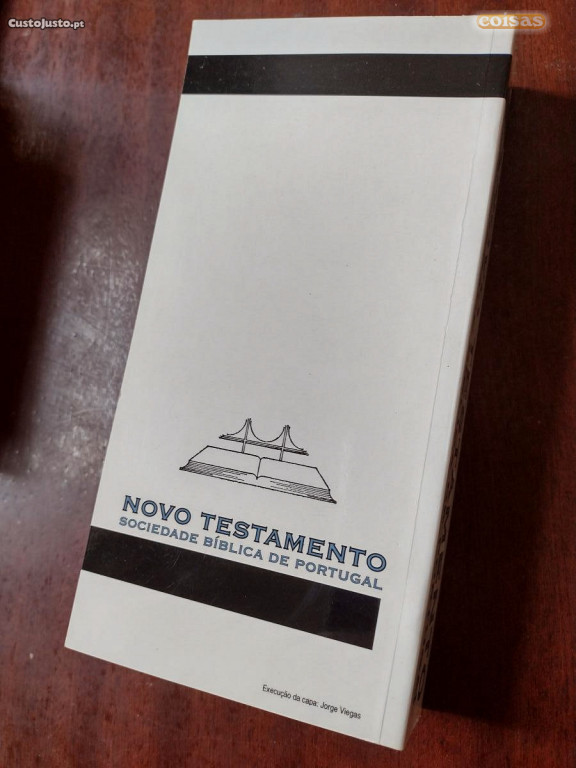 CustoJusto.pt
coisas
NOVO TESTAMENTO
SOCIEDADE BÍBLICA DE PORTUGAL
Execução da capa: Jorge Viegas